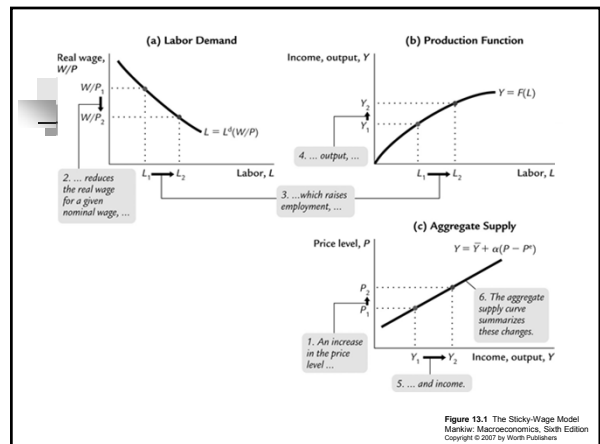 (a) Labor Demand
Real wage,
W/P
W/P₁
W/P₂
L = Lᵈ(W/P)
L₁
L₂
Labor, L
2. ... reduces
the real wage
for a given
nominal wage, ...
3. ...which raises
employment, ...
(b) Production Function
Income, output, Y
Y₂
Y₁
Y = F(L)
4. ... output, ...
L₁
L₂
Labor, L
(c) Aggregate Supply
Price level, P
Y = Y̅ + α(P − Pᵉ)
P₂
P₁
6. The aggregate
supply curve
summarizes
these changes.
1. An increase
in the price
level ...
Y₁
Y₂
Income, output, Y
5. ... and income.
Figure 13.1 The Sticky-Wage Model
Mankiw: Macroeconomics, Sixth Edition
Copyright © 2007 by Worth Publishers